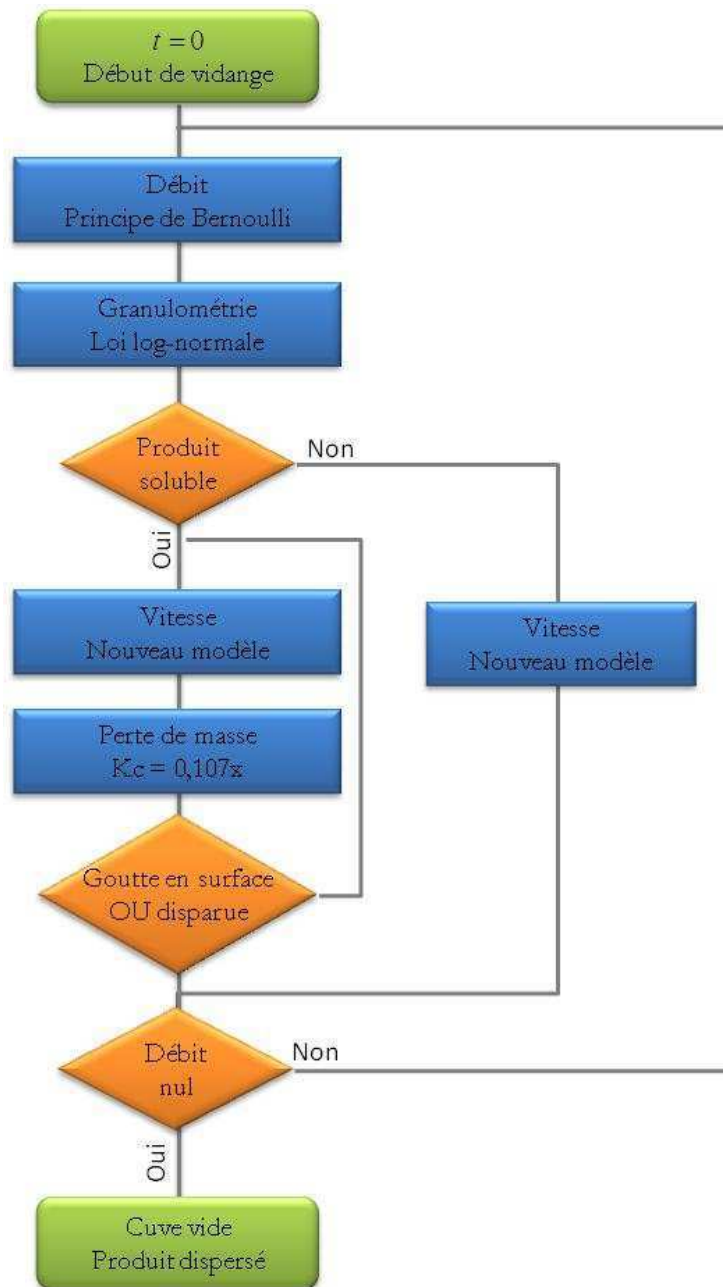 t = 0
Début de vidange
Débit
Principe de Bernoulli
Granulométrie
Loi log-normale
Produit
soluble
Non
Oui
Vitesse
Nouveau modèle
Vitesse
Nouveau modèle
Perte de masse
Kc = 0,107x
Goutte en surface
OU disparue
Débit
nul
Non
Oui
Cuve vide
Produit dispersé